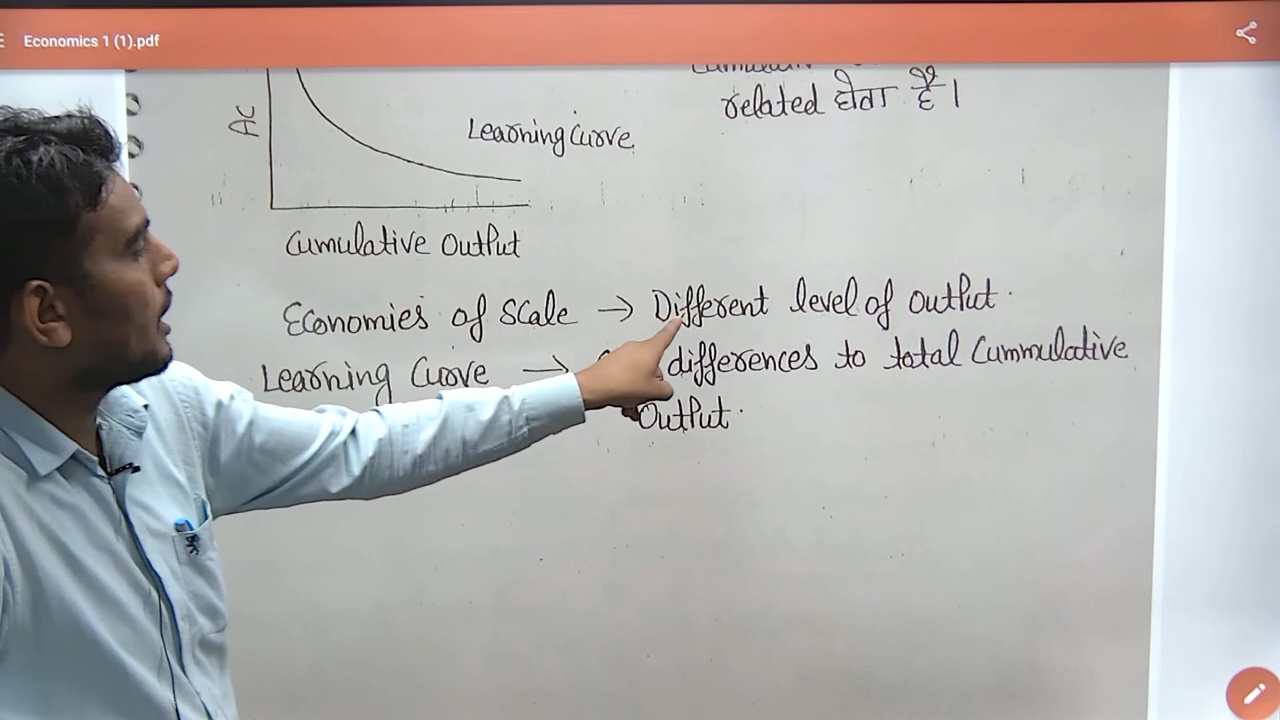 Economics 1 (1).pdf
related होता है।
AC
Learning Curve
Cumulative Output
Economies of Scale → Different level of output.
Learning Curve → differences to total Cummulative
Output.